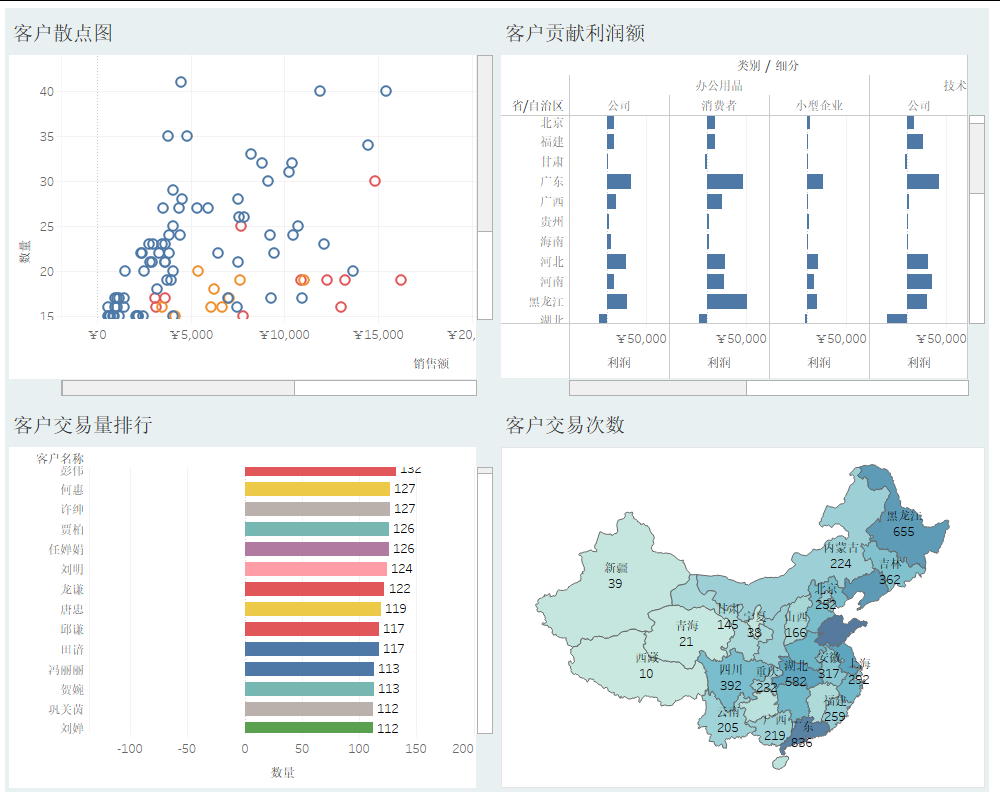 客户散点图
40
35
30
25
20
15
数量
¥0
¥5,000
¥10,000
¥15,000
¥20,
销售额
客户贡献利润额
类别 / 细分
办公用品
技术
省/自治区
公司
消费者
小型企业
公司
北京
福建
甘肃
广东
广西
贵州
海南
河北
河南
黑龙江
湖北
¥50,000
¥50,000
¥50,000
¥50,000
利润
利润
利润
利润
客户交易量排行
客户名称
彭伟 132
何惠 127
许绅 127
贾柏 126
任婵娟 126
刘明 124
龙谦 122
唐忠 119
邱谦 117
田谙 117
冯丽丽 113
贺婉 113
巩关茵 112
刘婵 112
-100
-50
0
50
100
150
200
数量
客户交易次数
黑龙江
655
内蒙古
224
吉林
362
新疆
39
北京
252
甘肃
145
宁夏
38
山西
166
青海
21
西藏
10
四川
392
重庆
232
湖北
582
安徽
317
上海
252
云南
205
广西
219
福建
259
广东
836